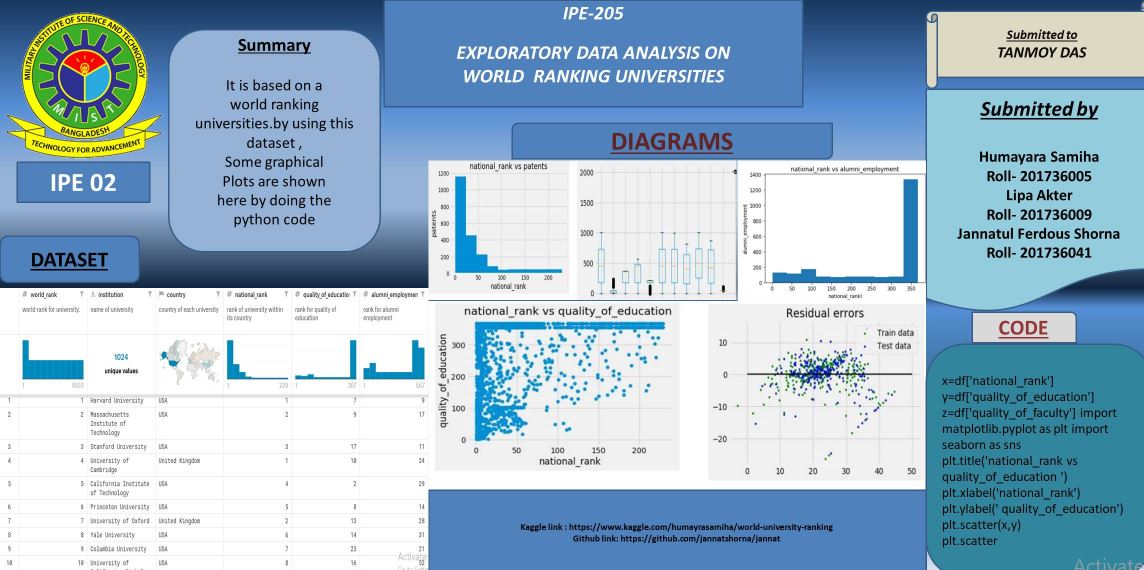 MILITARY INSTITUTE OF SCIENCE AND TECHNOLOGY
MIST
BANGLADESH
TECHNOLOGY FOR ADVANCEMENT
IPE 02
Summary
It is based on a
world ranking
universities.by using this
dataset ,
Some graphical
Plots are shown
here by doing the
python code
IPE-205
EXPLORATORY DATA ANALYSIS ON
WORLD RANKING UNIVERSITIES
Submitted to
TANMOY DAS
Submitted by
Humayara Samiha
Roll- 201736005
Lipa Akter
Roll- 201736009
Jannatul Ferdous Shorna
Roll- 201736041
DATASET
# world_rank A institution country # national_rank # quality_of_educatio # alumni_employmen
world rank for university. name of university country of each university rank of university within its country rank for quality of education rank for alumni employment
1024
unique values
1 1000 1 229 1 367 1 567
1 1 Harvard University USA 1 7 9
2 2 Massachusetts Institute of Technology USA 2 9 17
3 3 Stanford University USA 3 17 11
4 4 University of Cambridge United Kingdom 1 10 24
5 5 California Institute of Technology USA 4 2 29
6 6 Princeton University USA 5 8 14
7 7 University of Oxford United Kingdom 2 13 28
8 8 Yale University USA 6 14 31
9 9 Columbia University USA 7 23 21
10 10 University of USA 8 16 52
DIAGRAMS
national_rank vs patents
patents
1200
1000
800
600
400
200
0
0 50 100 150 200
national_rank
2000
1500
1000
500
0
national_rank vs alumni_employment
alumni_employment
1400
1200
1000
800
600
400
200
0
0 50 100 150 200 250 300 350
national_rankl
national_rank vs quality_of_education
quality_of_education
300
200
100
0
0 50 100 150 200
national_rank
Residual errors
Train data
Test data
10
0
−10
−20
0 10 20 30 40 50
Kaggle link : https://www.kaggle.com/humayrasamiha/world-university-ranking
Github link: https://github.com/jannatshorna/jannat
CODE
x=df['national_rank']
y=df['quality_of_education']
z=df['quality_of_faculty'] import
matplotlib.pyplot as plt import
seaborn as sns
plt.title('national_rank vs
quality_of_education ')
plt.xlabel('national_rank')
plt.ylabel(' quality_of_education')
plt.scatter(x,y)
plt.scatter
Activate